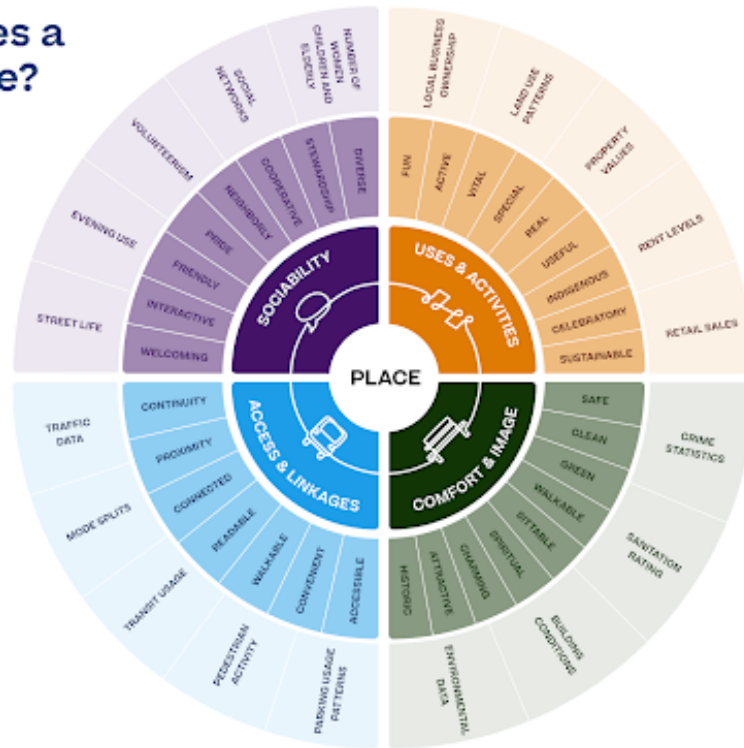 es a
e?
NUMBER OF
WOMEN
CHILDREN AND
ELDERLY
SOCIAL
NETWORKS
VOLUNTEERISM
EVENING USE
STREET LIFE
LOCAL BUSINESS
OWNERSHIP
LAND USE
PATTERNS
PROPERTY
VALUES
RENT LEVELS
RETAIL SALES
DIVERSE
STEWARDSHIP
COOPERATIVE
NEIGHBORLY
PRIDE
FRIENDLY
INTERACTIVE
WELCOMING
FUN
ACTIVE
VITAL
SPECIAL
REAL
USEFUL
INDIGENOUS
CELEBRATORY
SUSTAINABLE
SOCIABILITY
USES & ACTIVITIES
PLACE
ACCESS & LINKAGES
COMFORT & IMAGE
CONTINUITY
PROXIMITY
CONNECTED
READABLE
WALKABLE
CONVENIENT
ACCESSIBLE
SAFE
CLEAN
GREEN
WALKABLE
SITTABLE
SPIRITUAL
CHARMING
ATTRACTIVE
HISTORIC
TRAFFIC
DATA
MODE SPLITS
TRANSIT USAGE
PEDESTRIAN
ACTIVITY
PARKING USAGE
PATTERNS
CRIME
STATISTICS
SANITATION
RATING
BUILDING
CONDITIONS
ENVIRONMENTAL
DATA